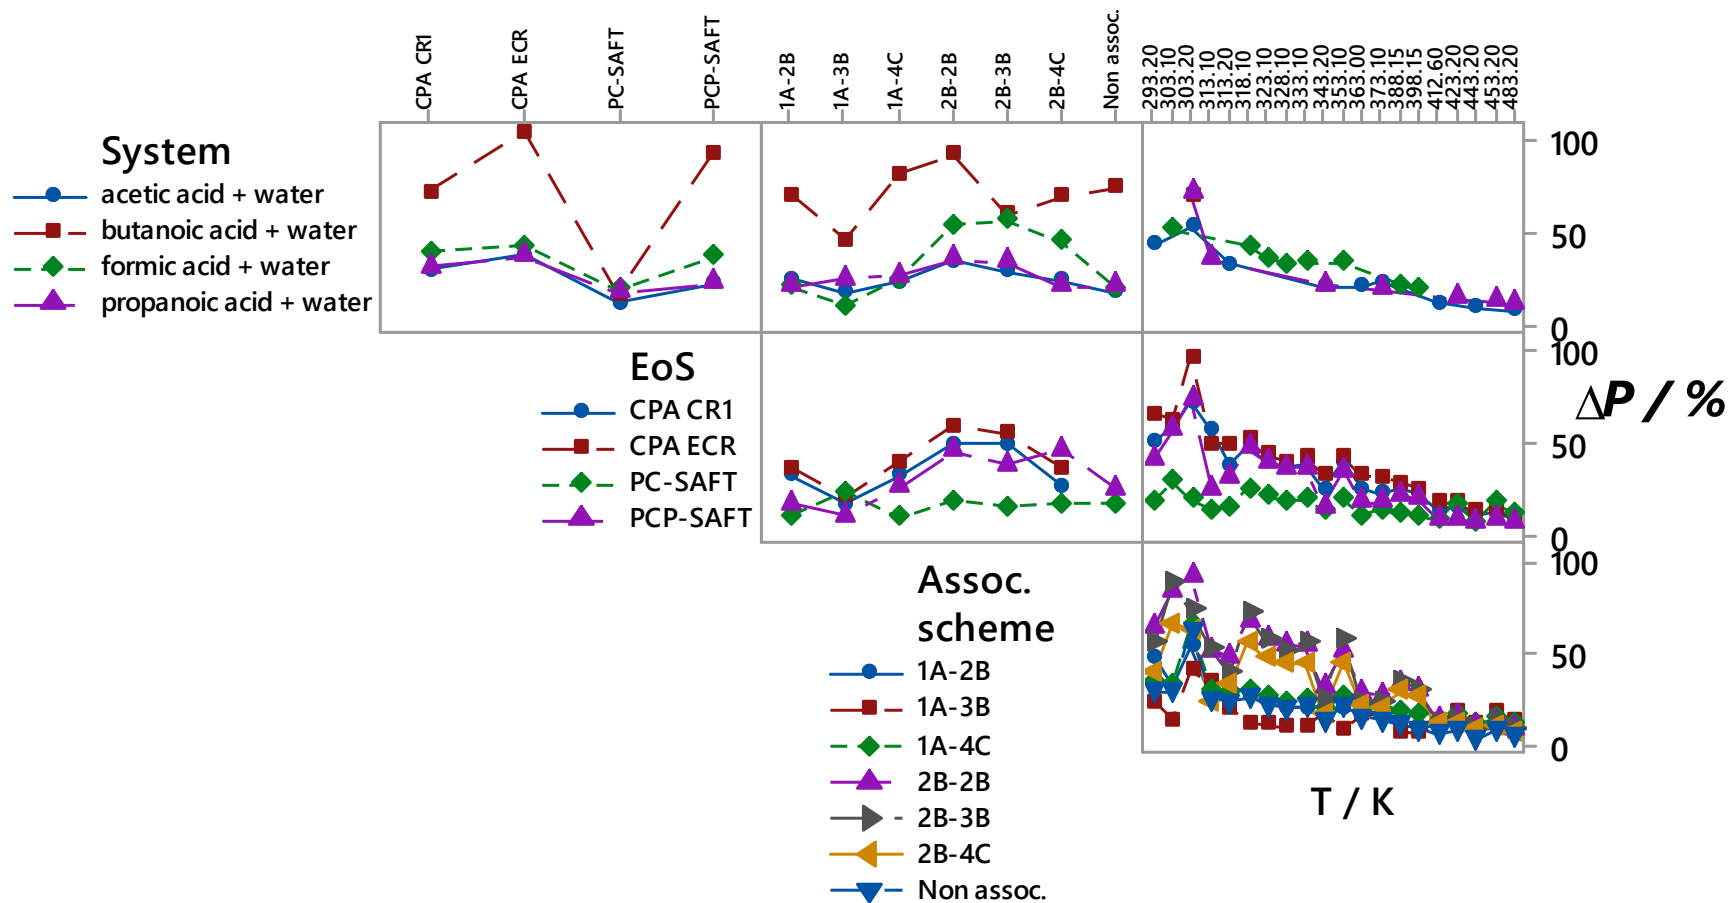 CPA CR1
CPA ECR
PC-SAFT
PCP-SAFT
1A-2B
1A-3B
1A-4C
2B-2B
2B-3B
2B-4C
Non assoc.
293.20
303.10
303.20
313.10
313.20
318.10
323.10
328.10
333.10
343.20
353.10
363.00
373.10
388.15
398.15
412.60
423.20
443.20
453.20
483.20
System
acetic acid + water
butanoic acid + water
formic acid + water
propanoic acid + water
100
50
0
EoS
CPA CR1
CPA ECR
PC-SAFT
PCP-SAFT
100
50
0
ΔP / %
Assoc.
scheme
1A-2B
1A-3B
1A-4C
2B-2B
2B-3B
2B-4C
Non assoc.
100
50
0
T / K